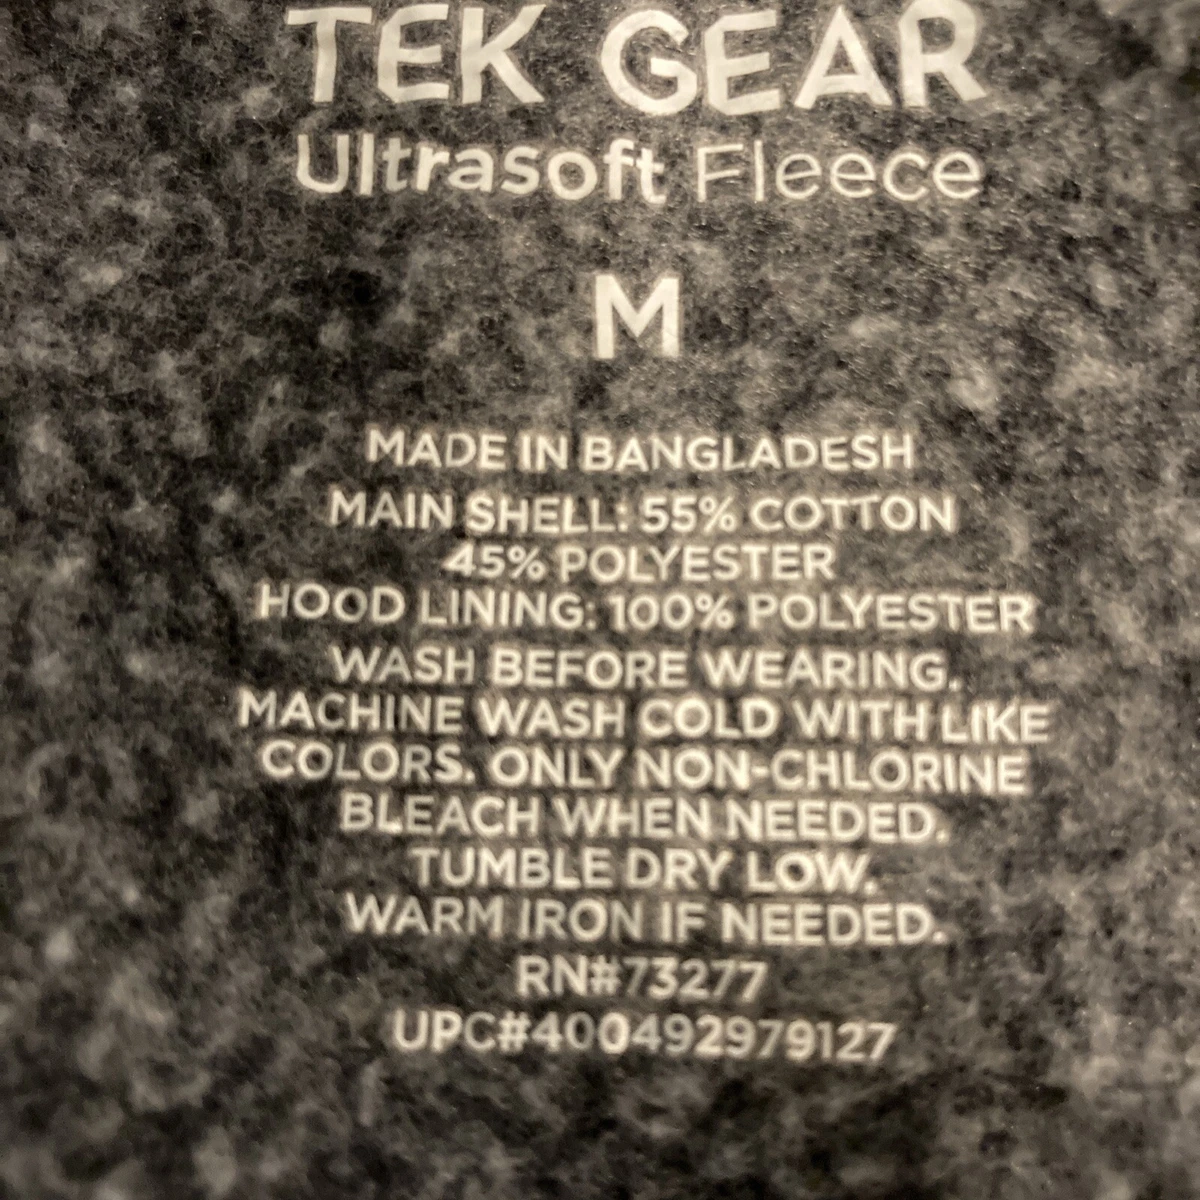 TEK GEAR
Ultrasoft Fleece
M
MADE IN BANGLADESH
MAIN SHELL: 55% COTTON
45% POLYESTER
HOOD LINING: 100% POLYESTER
WASH BEFORE WEARING.
MACHINE WASH COLD WITH LIKE
COLORS. ONLY NON-CHLORINE
BLEACH WHEN NEEDED.
TUMBLE DRY LOW.
WARM IRON IF NEEDED.
RN#73277
UPC#400492979127